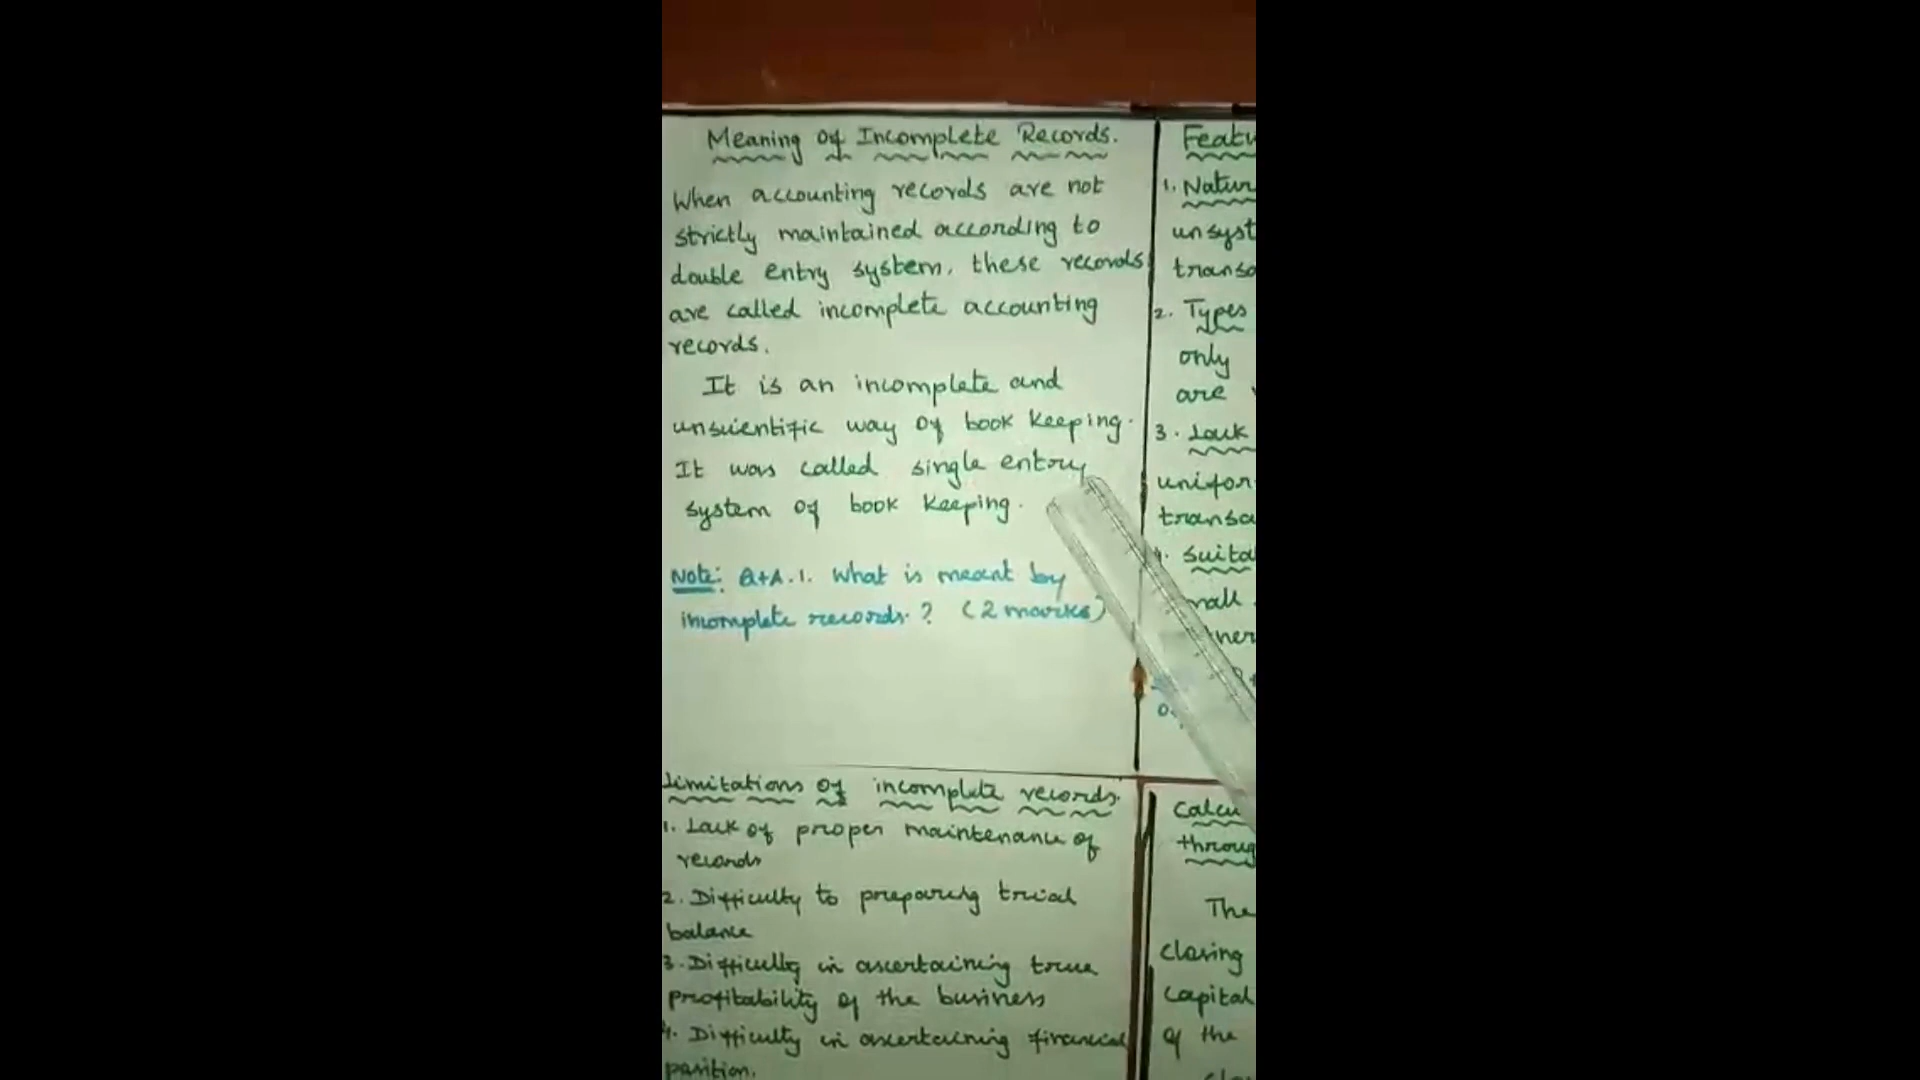 Meaning of Incomplete Records.
When accounting records are not
strictly maintained according to
double entry system, these records
are called incomplete accounting
records.
It is an incomplete and
unscientific way of book keeping.
It was called single entry
system of book keeping.
Note: Q+A.1. What is meant by
incomplete records.? (2 marks)
limitations of incomplete records.
1. Lack of proper maintenance of
records
2. Difficulty to preparing trial
balance
3. Difficulty in ascertaining true
profitability of the business
4. Difficulty in ascertaining financial
position.
Featu
1. Natur
unsyst
transa
2. Types
only
are
3. Lack
unifor
transa
4. Suita
mall
ner
Calcu
throug
The
closing
capital
of the